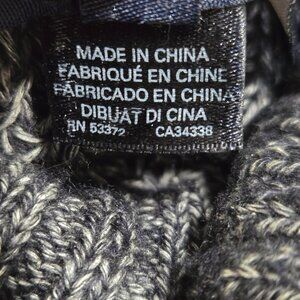 MADE IN CHINA
FABRIQUÉ EN CHINE
FABRICADO EN CHINA
DIBUAT DI CINA
RN 53372 CA34338